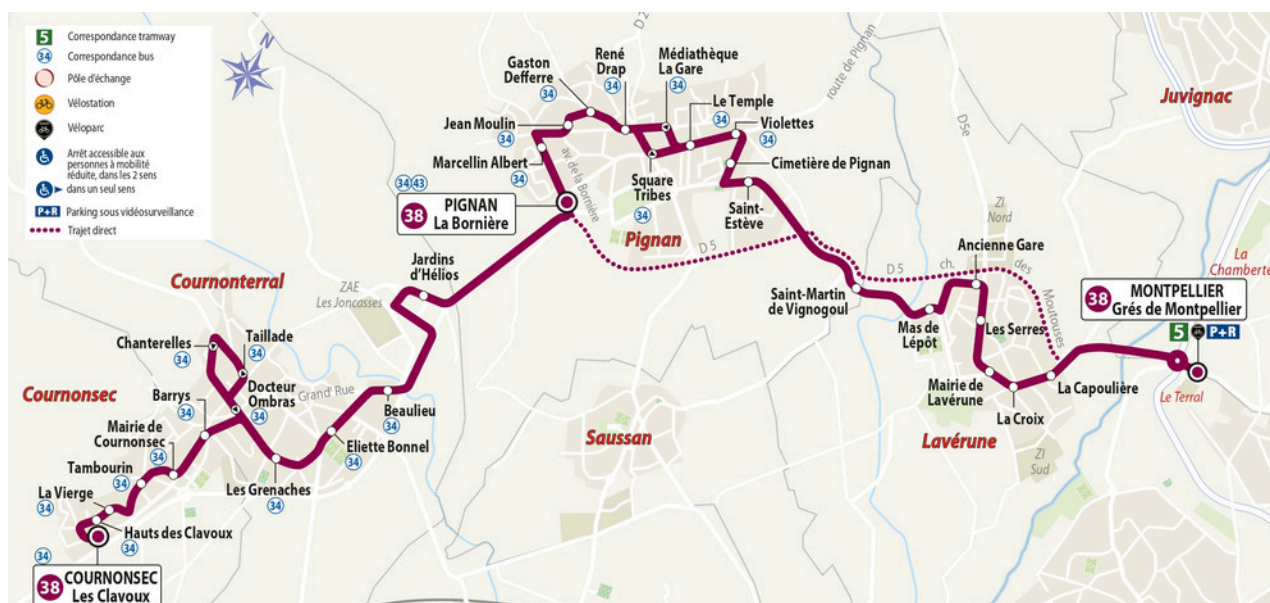 5 Correspondance tramway
34 Correspondance bus
Pôle d'échange
Vélostation
Véloparc
Arrêt accessible aux
personnes à mobilité
réduite, dans les 2 sens
dans un seul sens
P+R Parking sous vidéosurveillance
Trajet direct
N
D 2
route de Pignan
D5e
Juvignac
Gaston
Defferre
34
René
Drap
34
Médiathèque
La Gare
34
Le Temple
34
Violettes
34
Jean Moulin
34
Marcellin Albert
34
av. de la Bornière
Cimetière de Pignan
Square
Tribes
34
Saint-
Estève
34 43
38 PIGNAN
La Bornière
Pignan
D 5
ZI
Nord
Ancienne Gare
La
Chamberte
D 5 ch. des Moutouses
38 MONTPELLIER
Grés de Montpellier
5 P+R
Le Terral
Saint-Martin
de Vignogoul
Mas de
Lépôt
Les Serres
Mairie de
Lavérune
La Croix
La Capoulière
Lavérune
ZI
Sud
Saussan
Jardins
d'Hélios
ZAE
Les Joncasses
Cournonterral
Chanterelles
34
Taillade
34
Docteur
Ombras
34
Grand' Rue
Beaulieu
34
Eliette Bonnel
34
Les Grenaches
34
Cournonsec
Barrys
34
Mairie de
Cournonsec
34
Tambourin
34
La Vierge
34
Hauts des Clavoux
34
34
38 COURNONSEC
Les Clavoux